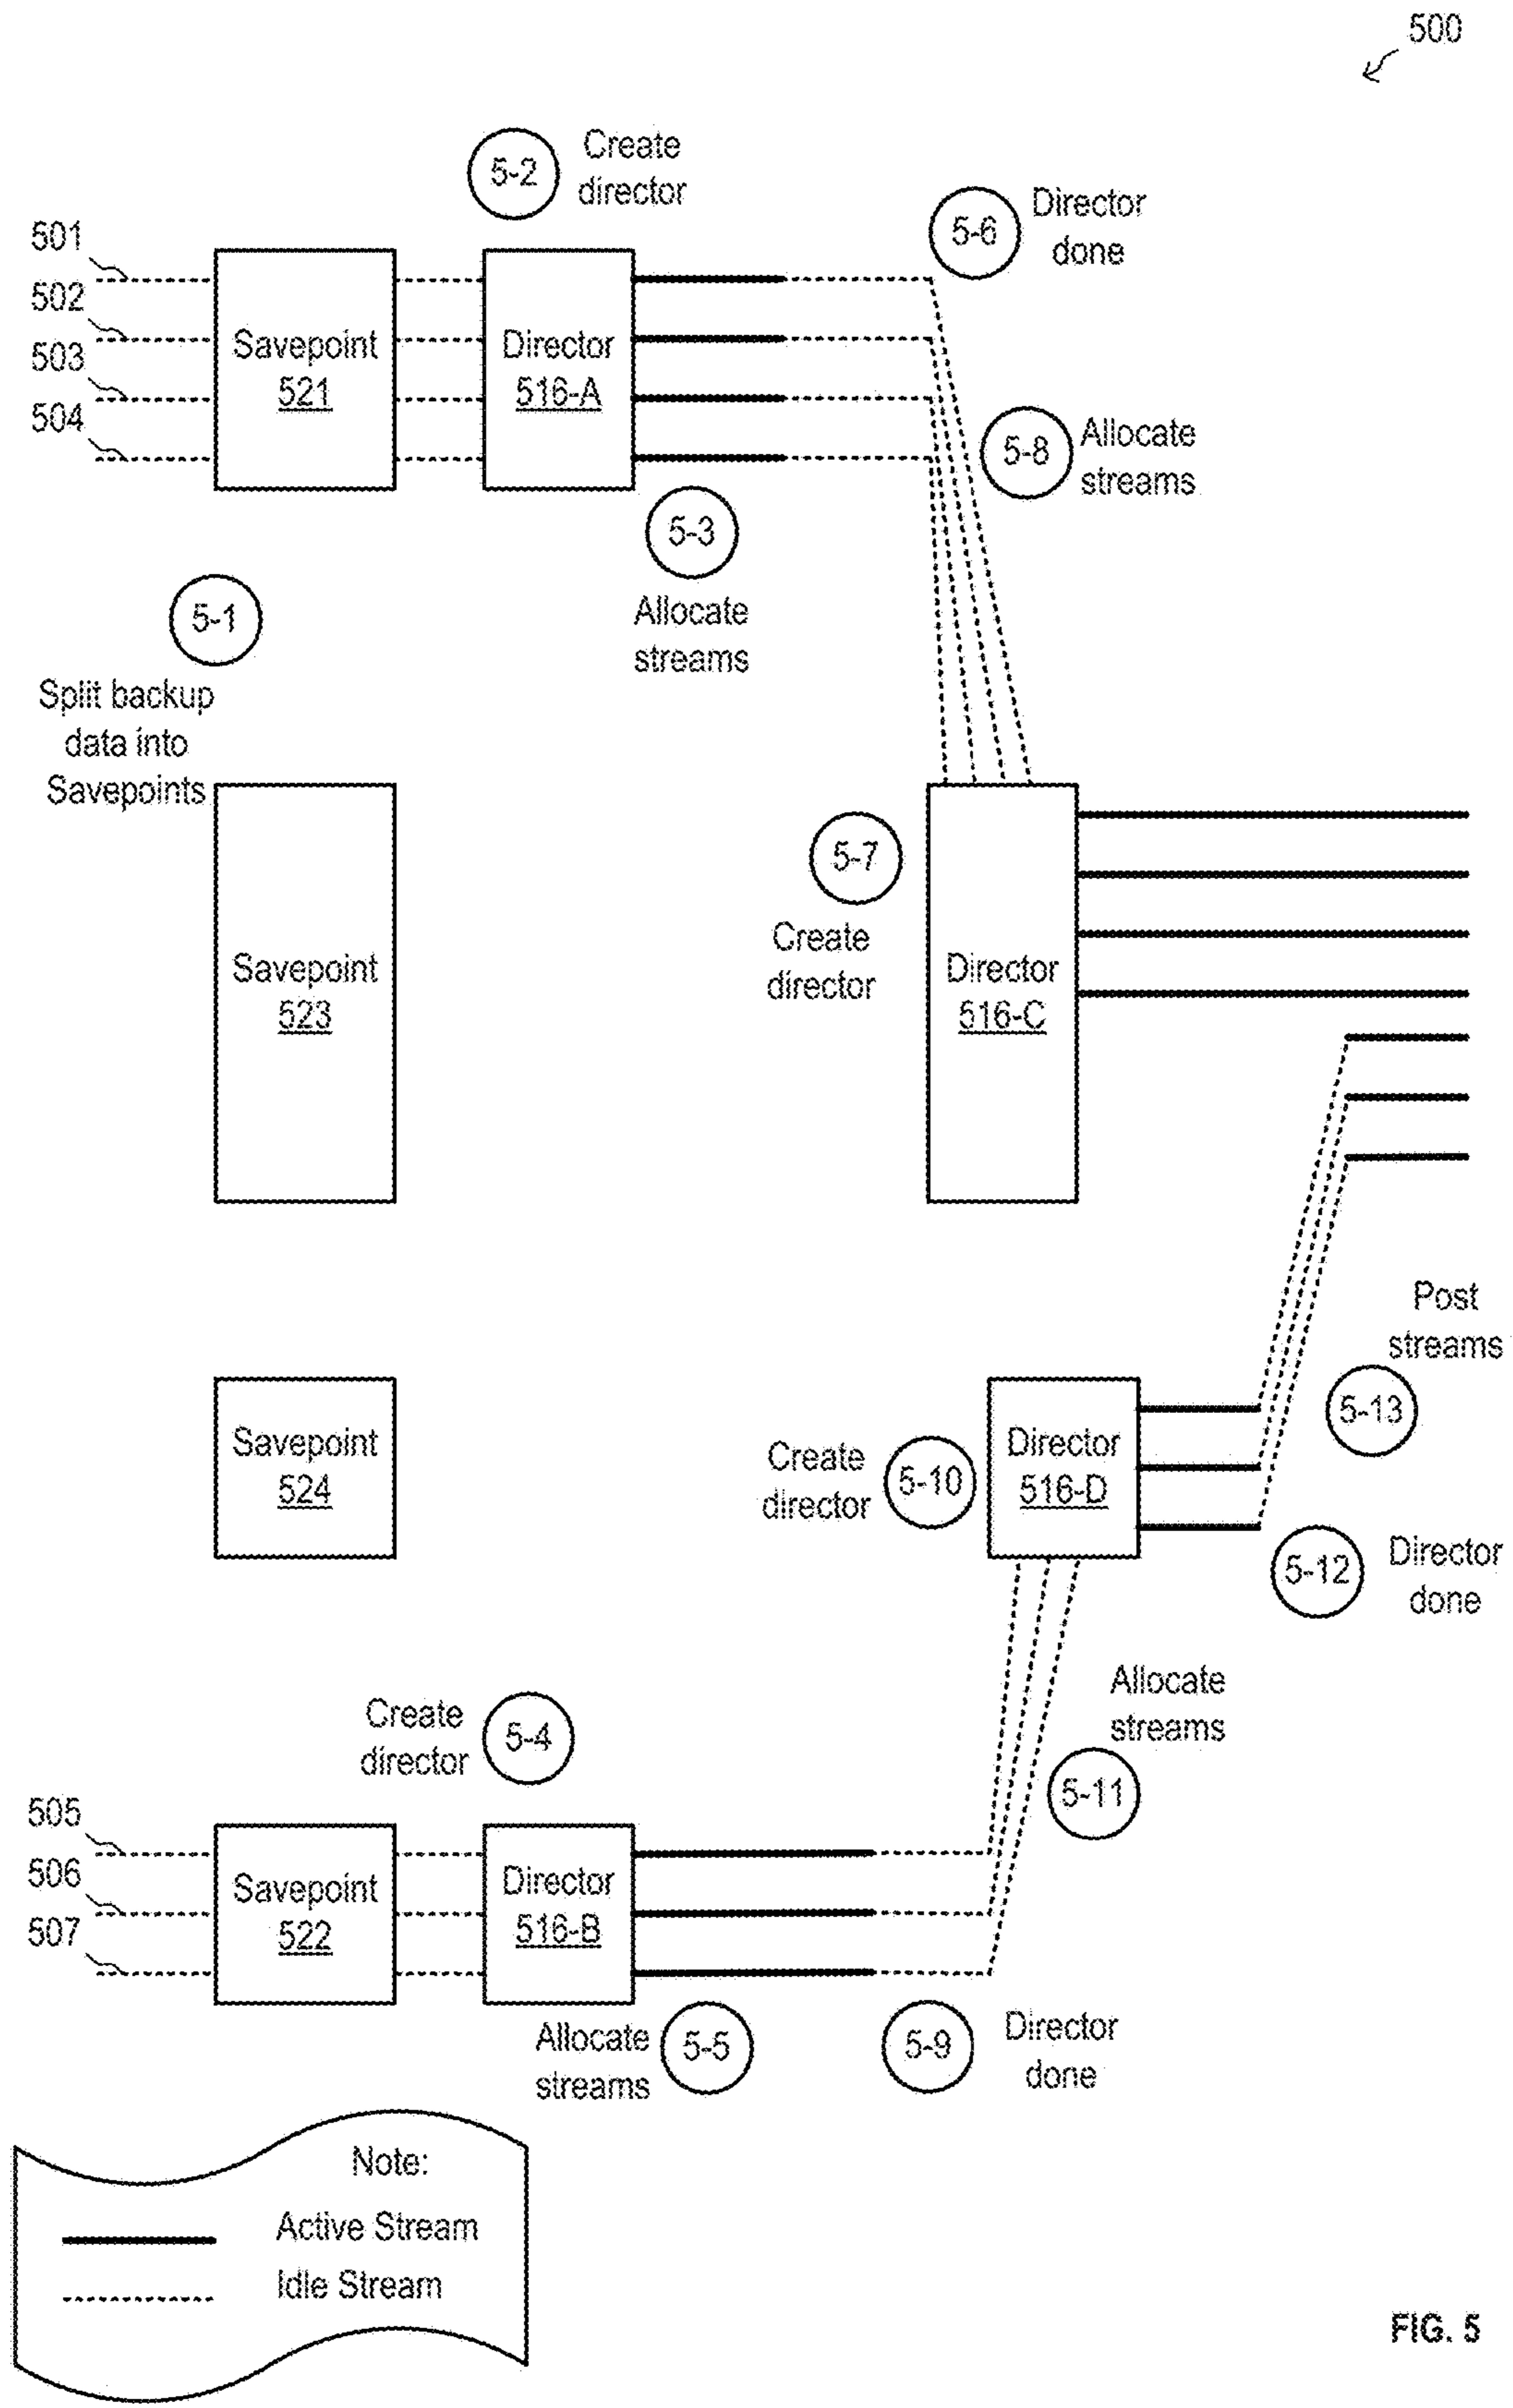 500
5-2
Create
director
5-6
Director
done
501
502
503
504
Savepoint
521
Director
516-A
5-8
Allocate
streams
5-3
Allocate
streams
5-1
Split backup
data into
Savepoints
5-7
Create
director
Savepoint
523
Director
516-C
Post
streams
5-13
Savepoint
524
Create
director
5-10
Director
516-D
5-12
Director
done
Allocate
streams
5-11
Create
director
5-4
505
506
507
Savepoint
522
Director
516-B
Allocate
streams
5-5
5-9
Director
done
Note:
Active Stream
Idle Stream
FIG. 5